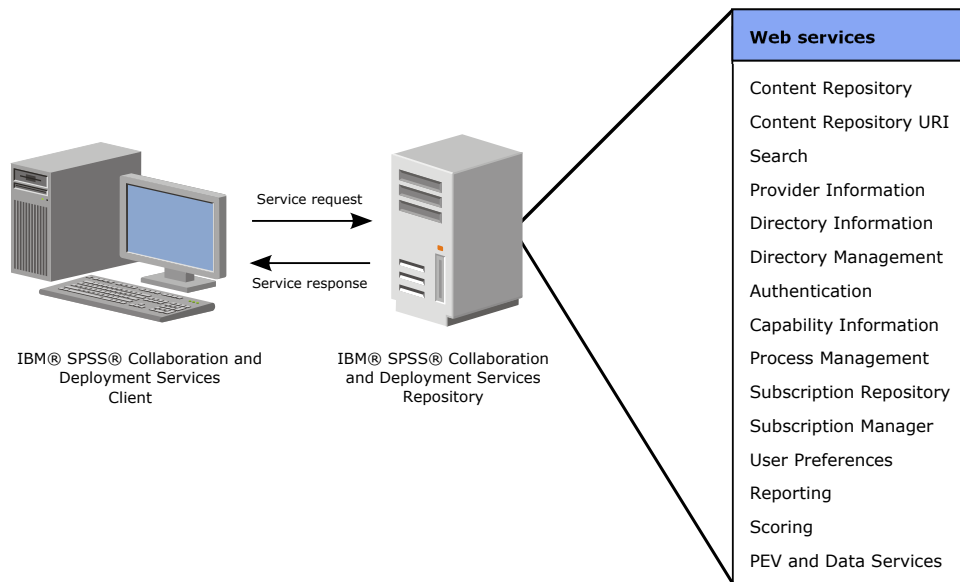 Web services
Content Repository
Content Repository URI
Search
Provider Information
Directory Information
Directory Management
Authentication
Capability Information
Process Management
Subscription Repository
Subscription Manager
User Preferences
Reporting
Scoring
PEV and Data Services
Service request
Service response
IBM® SPSS® Collaboration and
Deployment Services
Client
IBM® SPSS® Collaboration
and Deployment Services
Repository